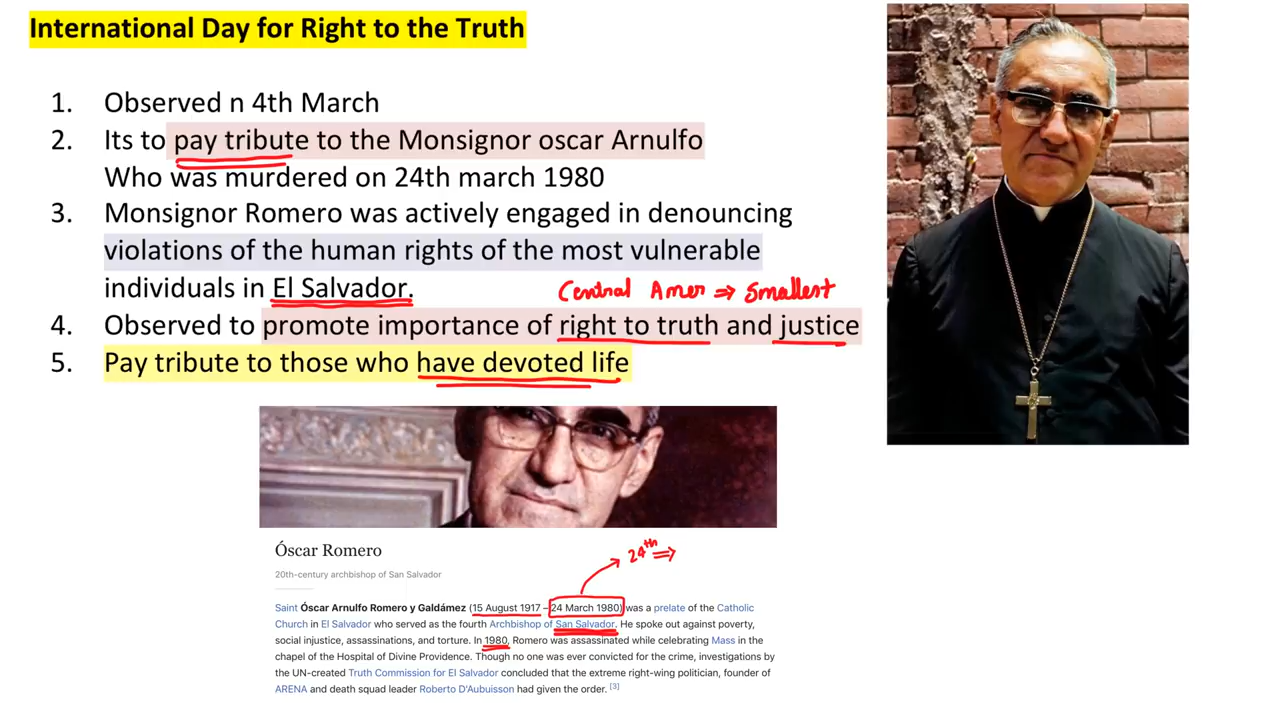 International Day for Right to the Truth
1. Observed n 4th March
2. Its to pay tribute to the Monsignor oscar Arnulfo
Who was murdered on 24th march 1980
3. Monsignor Romero was actively engaged in denouncing
violations of the human rights of the most vulnerable
individuals in El Salvador.
Central Amer ⇒ Smallest
4. Observed to promote importance of right to truth and justice
5. Pay tribute to those who have devoted life
Óscar Romero
24th ⇒
20th-century archbishop of San Salvador
Saint Óscar Arnulfo Romero y Galdámez (15 August 1917 – 24 March 1980) was a prelate of the Catholic
Church in El Salvador who served as the fourth Archbishop of San Salvador. He spoke out against poverty,
social injustice, assassinations, and torture. In 1980, Romero was assassinated while celebrating Mass in the
chapel of the Hospital of Divine Providence. Though no one was ever convicted for the crime, investigations by
the UN-created Truth Commission for El Salvador concluded that the extreme right-wing politician, founder of
ARENA and death squad leader Roberto D'Aubuisson had given the order. [3]